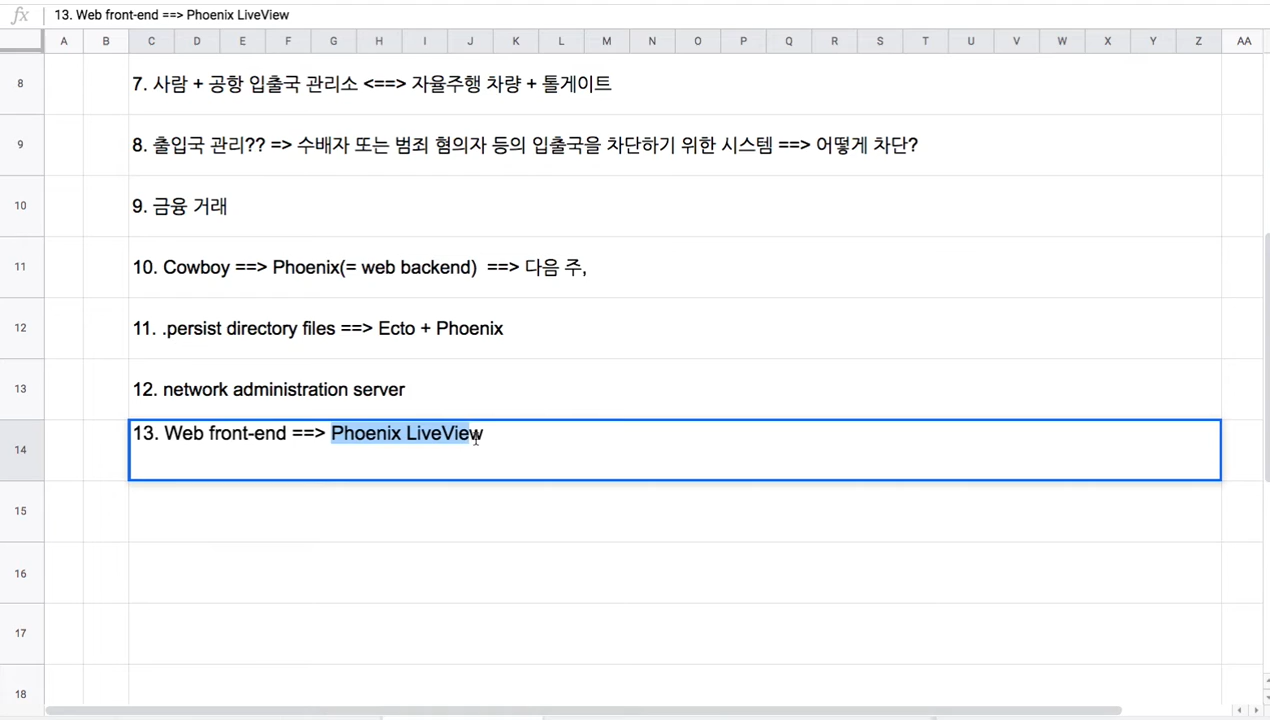 fx 13. Web front-end ==> Phoenix LiveView
A B C D E F G H I J K L M N O P Q R S T U V W X Y Z AA
8 7. 사람 + 공항 입출국 관리소 <==> 자율주행 차량 + 톨게이트
9 8. 출입국 관리?? => 수배자 또는 범죄 혐의자 등의 입출국을 차단하기 위한 시스템 ==> 어떻게 차단?
10 9. 금융 거래
11 10. Cowboy ==> Phoenix(= web backend) ==> 다음 주,
12 11. .persist directory files ==> Ecto + Phoenix
13 12. network administration server
14 13. Web front-end ==> Phoenix LiveView
15
16
17
18